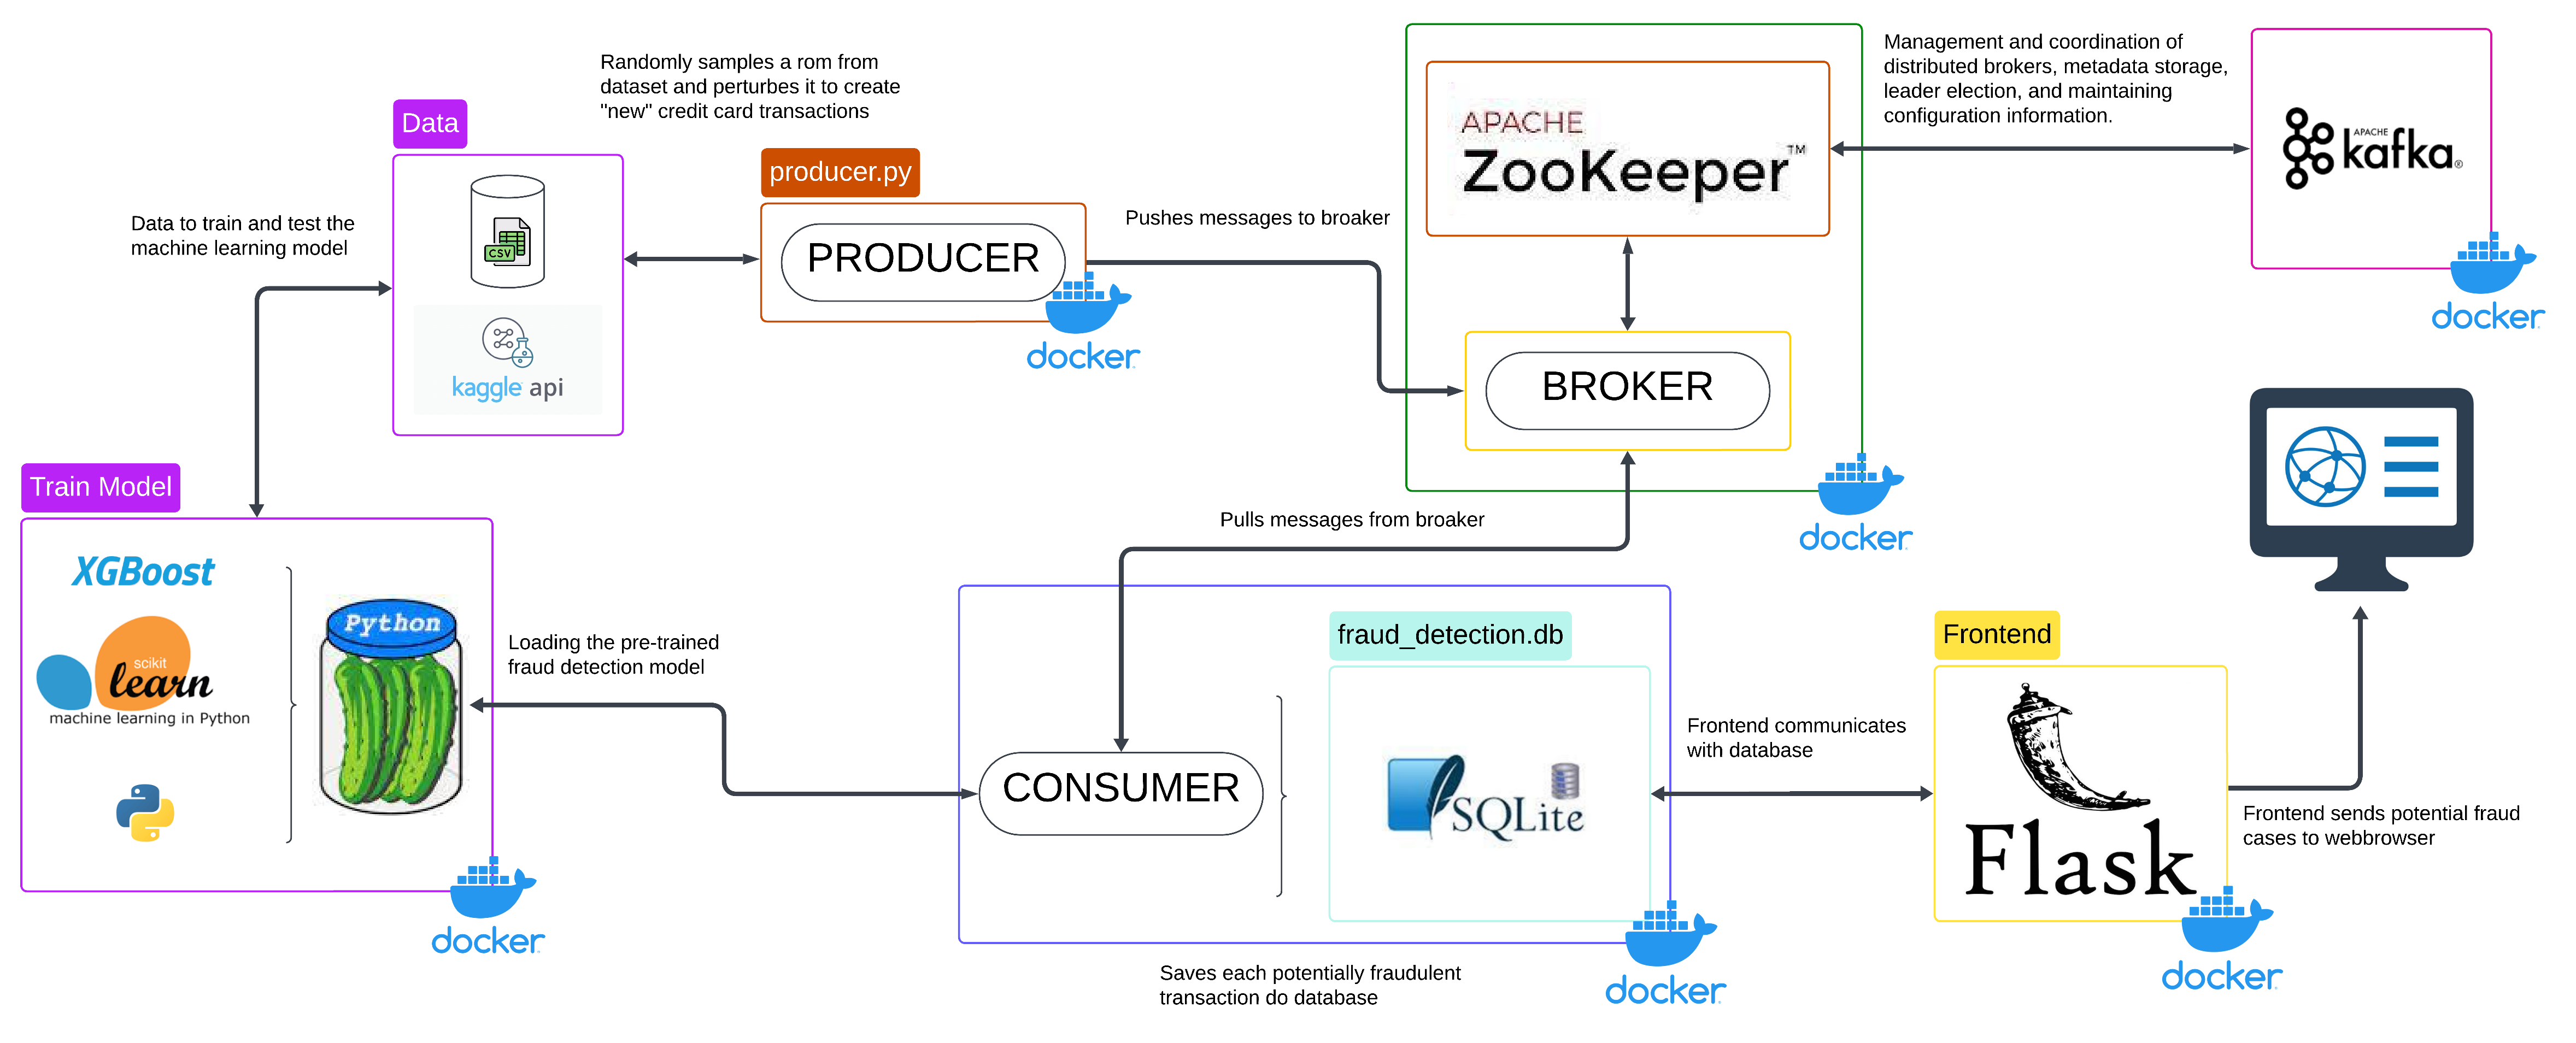 Randomly samples a rom from
dataset and perturbes it to create
"new" credit card transactions
Data
CSV
kaggle api
Data to train and test the
machine learning model
producer.py
PRODUCER
docker
Pushes messages to broaker
APACHE
ZooKeeper™
BROKER
docker
Management and coordination of
distributed brokers, metadata storage,
leader election, and maintaining
configuration information.
APACHE
kafka®
docker
Train Model
XGBoost
scikit
learn
machine learning in Python
Python
docker
Loading the pre-trained
fraud detection model
Pulls messages from broaker
CONSUMER
fraud_detection.db
SQLite
docker
Saves each potentially fraudulent
transaction do database
Frontend communicates
with database
Frontend
Flask
docker
Frontend sends potential fraud
cases to webbrowser